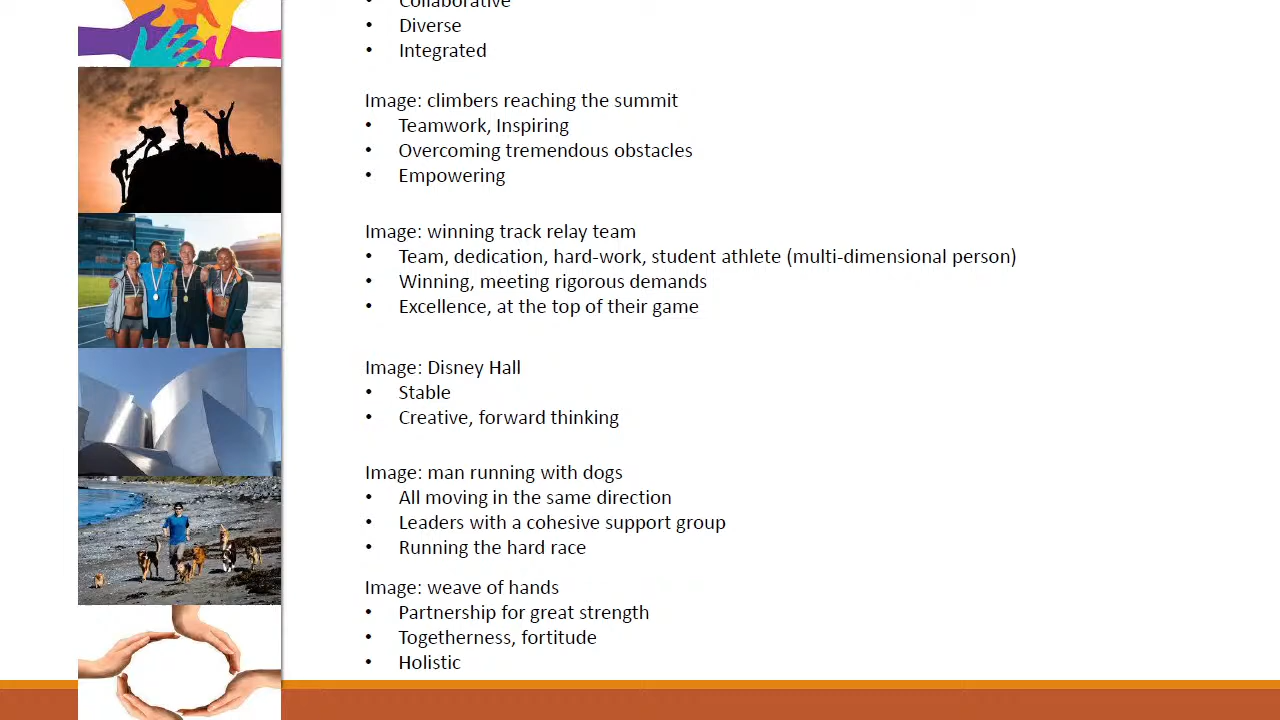 Collaborative
• Diverse
• Integrated
Image: climbers reaching the summit
• Teamwork, Inspiring
• Overcoming tremendous obstacles
• Empowering
Image: winning track relay team
• Team, dedication, hard-work, student athlete (multi-dimensional person)
• Winning, meeting rigorous demands
• Excellence, at the top of their game
Image: Disney Hall
• Stable
• Creative, forward thinking
Image: man running with dogs
• All moving in the same direction
• Leaders with a cohesive support group
• Running the hard race
Image: weave of hands
• Partnership for great strength
• Togetherness, fortitude
• Holistic